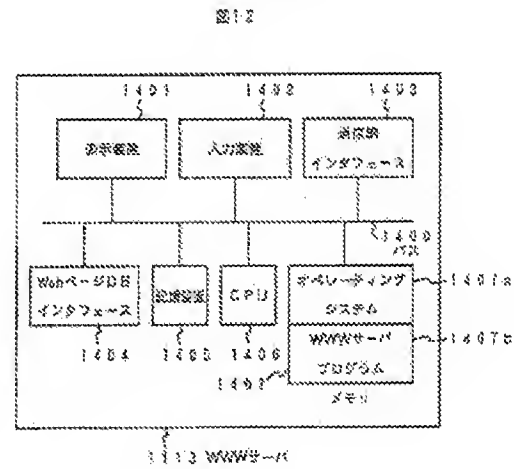 図12
1401
1402
1403
表示装置
入力装置
通信網
インタフェース
1400
バス
WebページDB
インタフェース
記憶装置
CPU
オペレーティング
システム
1407a
WWWサーバ
プログラム
1407b
1404
1405
1406
1407
メモリ
1113 WWWサーバ